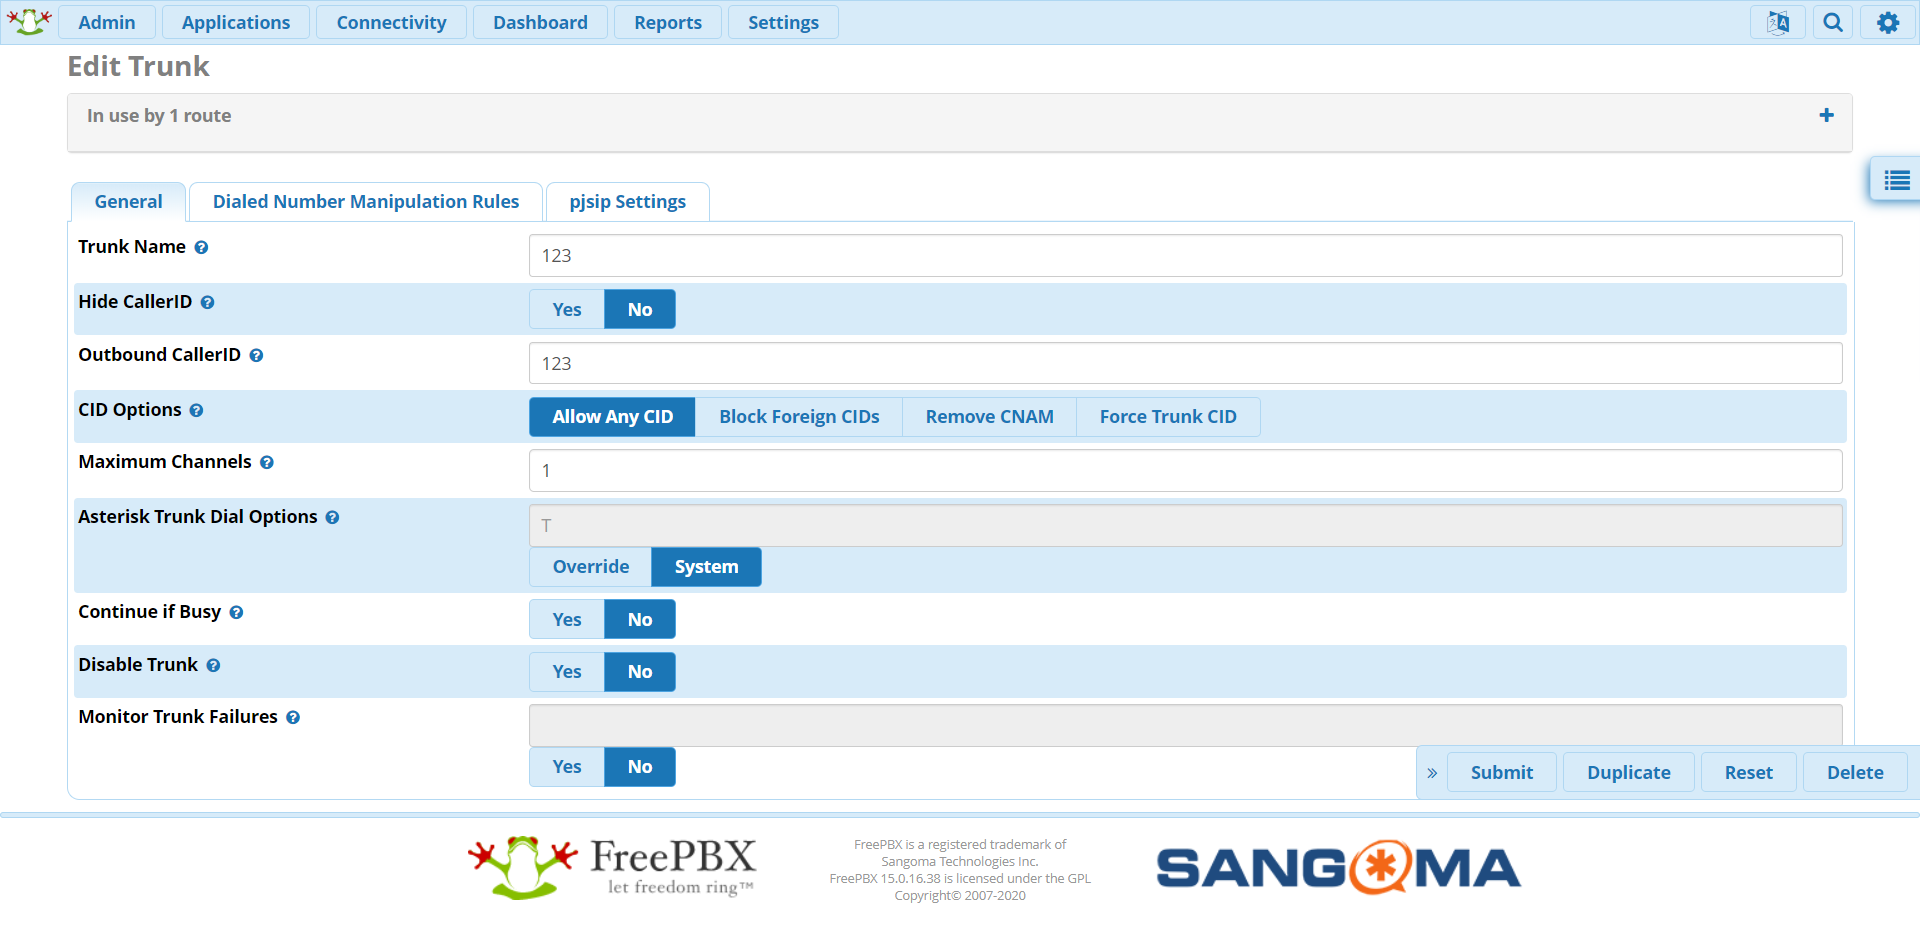 Admin Applications Connectivity Dashboard Reports Settings
Edit Trunk
In use by 1 route
General Dialed Number Manipulation Rules pjsip Settings
Trunk Name 123
Hide CallerID Yes No
Outbound CallerID 123
CID Options Allow Any CID Block Foreign CIDs Remove CNAM Force Trunk CID
Maximum Channels 1
Asterisk Trunk Dial Options T
Override System
Continue if Busy Yes No
Disable Trunk Yes No
Monitor Trunk Failures
Yes No
» Submit Duplicate Reset Delete
FreePBX
let freedom ring™
FreePBX is a registered trademark of
Sangoma Technologies Inc.
FreePBX 15.0.16.38 is licensed under the GPL
Copyright© 2007-2020
SANGOMA